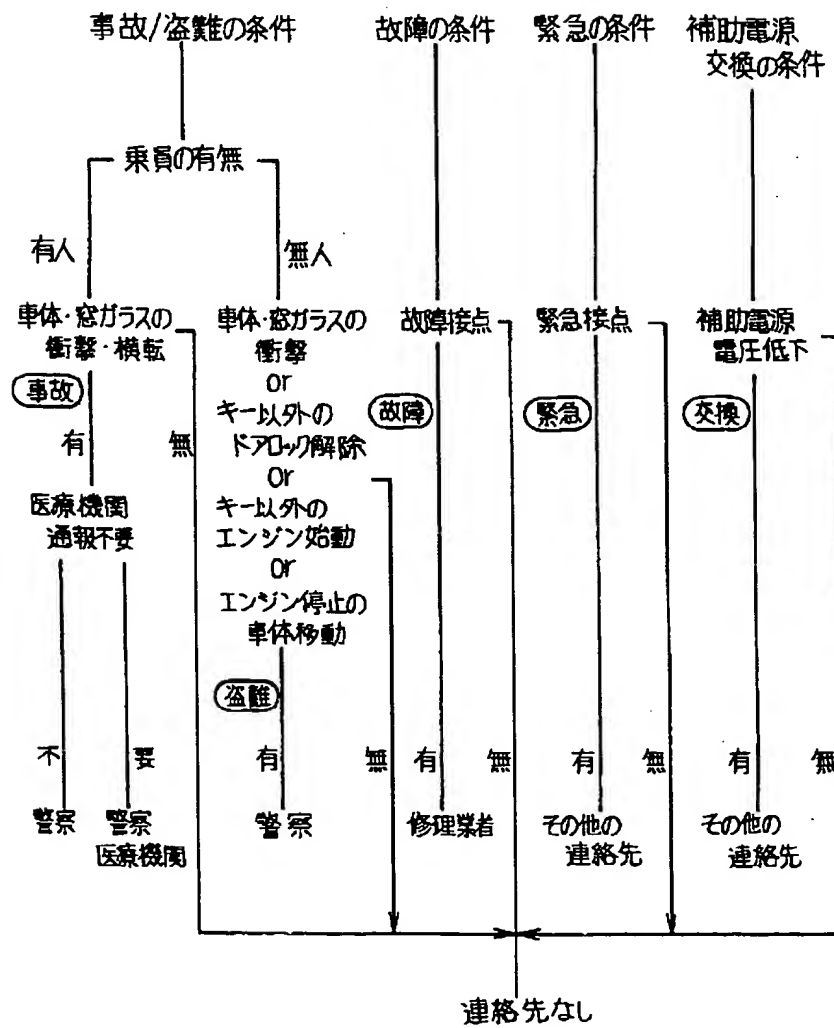 事故/盗難の条件
故障の条件
緊急の条件
補助電源
交換の条件
乗員の有無
有人
無人
車体・窓ガラスの
衝撃・横転
車体・窓ガラスの
衝撃
or
キー以外の
ドアロック解除
or
キー以外の
エンジン始動
or
エンジン停止の
車体移動
故障接点
緊急接点
補助電源
電圧低下
事故
故障
緊急
交換
有
無
医療機関
通報不要
盗難
不
要
有
無
有
無
有
無
有
無
警察
警察
医療機関
警察
修理業者
その他の
連絡先
その他の
連絡先
連絡先なし